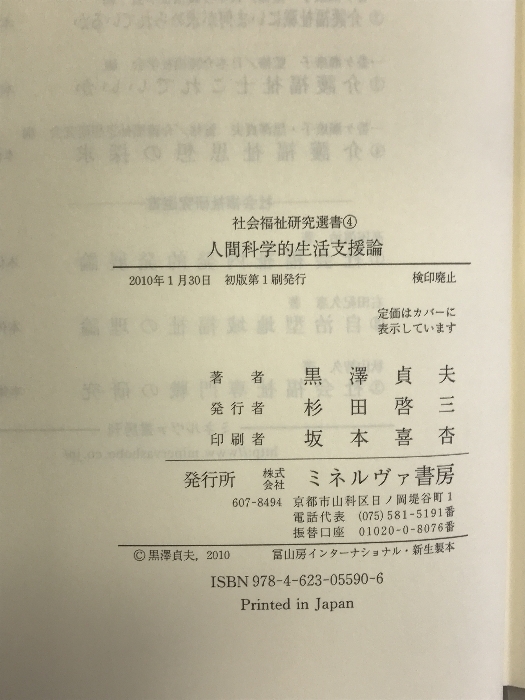 社会福祉研究選書④
人間科学的生活支援論
2010年1月30日 初版第1刷発行 検印廃止
定価はカバーに
表示しています
著者 黒澤貞夫
発行者 杉田啓三
印刷者 坂本喜杏
発行所 株式会社 ミネルヴァ書房
607-8494 京都市山科区日ノ岡堤谷町1
電話代表 (075)581-5191番
振替口座 01020-0-8076番
©黒澤貞夫, 2010 冨山房インターナショナル・新生製本
ISBN 978-4-623-05590-6
Printed in Japan